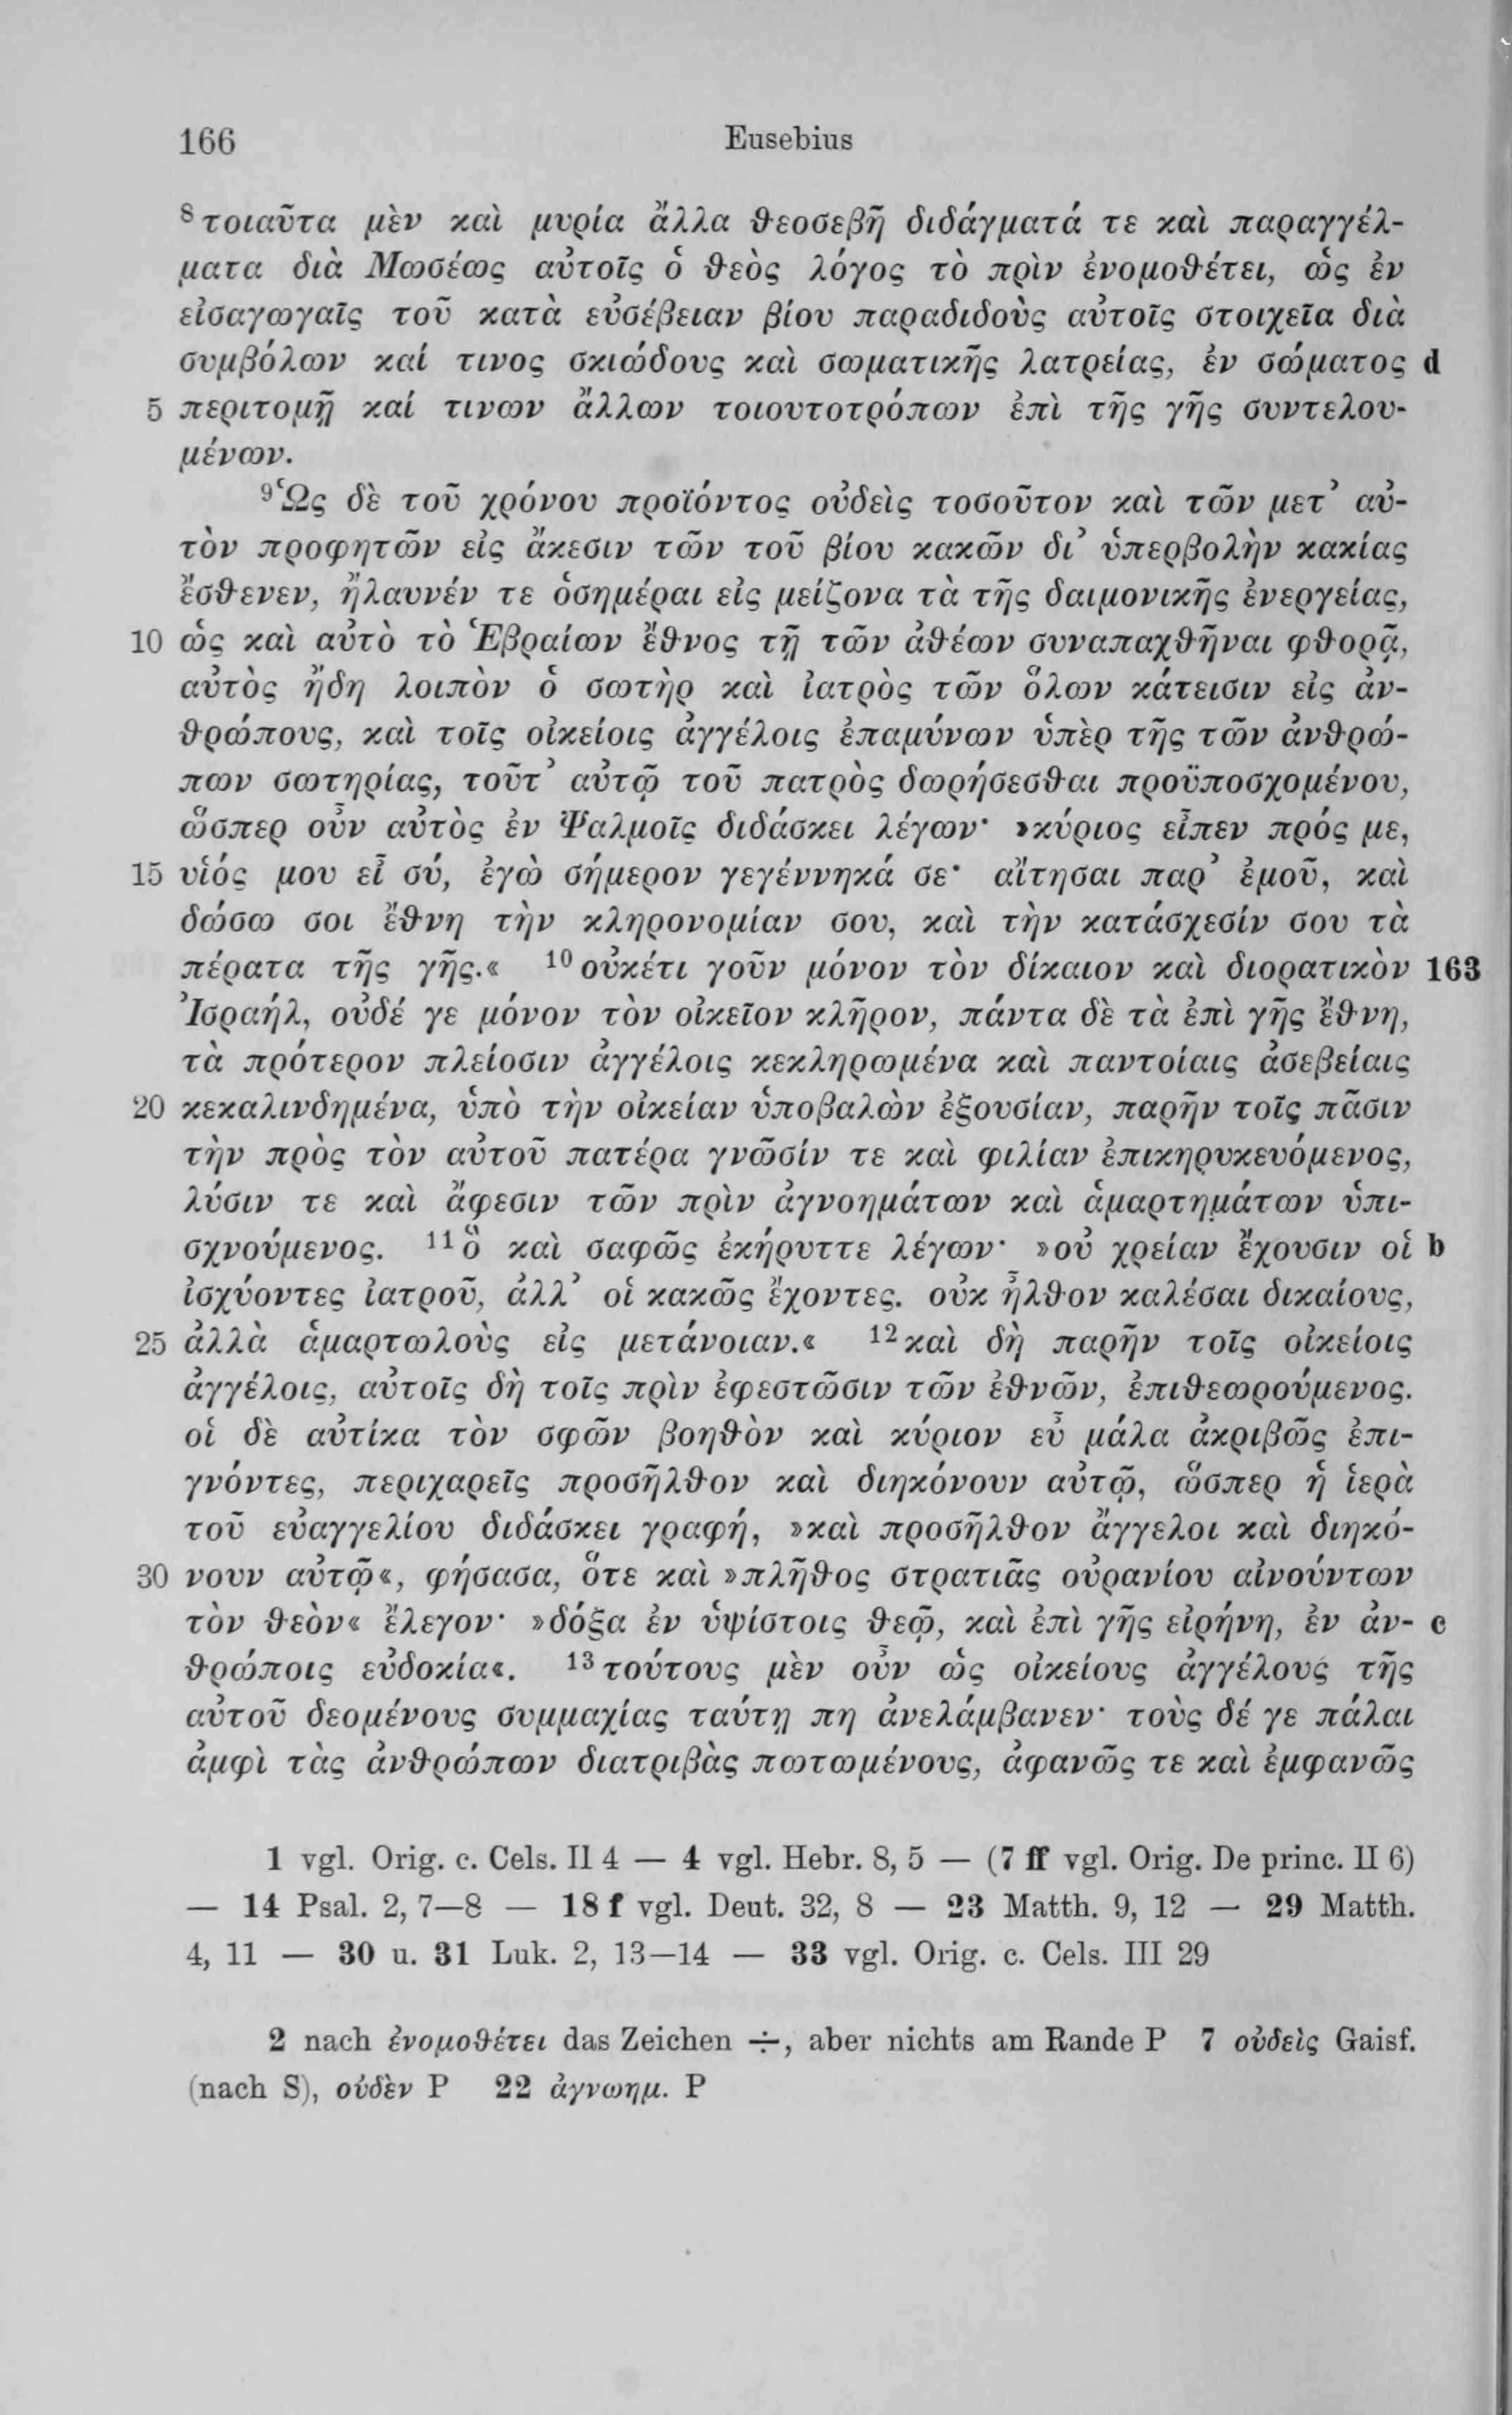 166 Eusebius
⁸ τοιαῦτα μὲν καὶ μυρία ἄλλα θεοσεβῆ διδάγματά τε καὶ παραγγέλ-
ματα διὰ Μωσέως αὐτοῖς ὁ θεὸς λόγος τὸ πρὶν ἐνομοθέτει, ὡς ἐν
εἰσαγωγαῖς τοῦ κατὰ εὐσέβειαν βίου παραδιδοὺς αὐτοῖς στοιχεῖα διὰ
συμβόλων καί τινος σκιώδους καὶ σωματικῆς λατρείας, ἐν σώματος d
5 περιτομῇ καί τινων ἄλλων τοιουτοτρόπων ἐπὶ τῆς γῆς συντελου-
μένων.
⁹ Ὡς δὲ τοῦ χρόνου προϊόντος οὐδεὶς τοσοῦτον καὶ τῶν μετ᾽ αὐ-
τὸν προφητῶν εἰς ἄκεσιν τῶν τοῦ βίου κακῶν δι᾽ ὑπερβολὴν κακίας
ἔσθενεν, ἤλαυνέν τε ὁσημέραι εἰς μείζονα τὰ τῆς δαιμονικῆς ἐνεργείας,
10 ὡς καὶ αὐτὸ τὸ Ἑβραίων ἔθνος τῇ τῶν ἀθέων συναπαχθῆναι φθορᾷ,
αὐτὸς ἤδη λοιπὸν ὁ σωτὴρ καὶ ἰατρὸς τῶν ὅλων κάτεισιν εἰς ἀν-
θρώπους, καὶ τοῖς οἰκείοις ἀγγέλοις ἐπαμύνων ὑπὲρ τῆς τῶν ἀνθρώ-
πων σωτηρίας, τοῦτ᾽ αὐτῷ τοῦ πατρὸς δωρήσεσθαι προϋποσχομένου,
ὥσπερ οὖν αὐτὸς ἐν Ψαλμοῖς διδάσκει λέγων· »κύριος εἶπεν πρός με,
15 υἱός μου εἶ σύ, ἐγὼ σήμερον γεγέννηκά σε· αἴτησαι παρ᾽ ἐμοῦ, καὶ
δώσω σοι ἔθνη τὴν κληρονομίαν σου, καὶ τὴν κατάσχεσίν σου τὰ
πέρατα τῆς γῆς.« ¹⁰ οὐκέτι γοῦν μόνον τὸν δίκαιον καὶ διορατικὸν 163
Ἰσραήλ, οὐδέ γε μόνον τὸν οἰκεῖον κλῆρον, πάντα δὲ τὰ ἐπὶ γῆς ἔθνη,
τὰ πρότερον πλείοσιν ἀγγέλοις κεκληρωμένα καὶ παντοίαις ἀσεβείαις
20 κεκαλινδημένα, ὑπὸ τὴν οἰκείαν ὑποβαλὼν ἐξουσίαν, παρῆν τοῖς πᾶσιν
τὴν πρὸς τὸν αὐτοῦ πατέρα γνῶσίν τε καὶ φιλίαν ἐπικηρυκευόμενος,
λύσιν τε καὶ ἄφεσιν τῶν πρὶν ἀγνοημάτων καὶ ἁμαρτημάτων ὑπι-
σχνούμενος. ¹¹ ὃ καὶ σαφῶς ἐκήρυττε λέγων· »οὐ χρείαν ἔχουσιν οἱ b
ἰσχύοντες ἰατροῦ, ἀλλ᾽ οἱ κακῶς ἔχοντες. οὐκ ἦλθον καλέσαι δικαίους,
25 ἀλλὰ ἁμαρτωλοὺς εἰς μετάνοιαν.« ¹² καὶ δὴ παρῆν τοῖς οἰκείοις
ἀγγέλοις, αὐτοῖς δὴ τοῖς πρὶν ἐφεστῶσιν τῶν ἐθνῶν, ἐπιθεωρούμενος.
οἱ δὲ αὐτίκα τὸν σφῶν βοηθὸν καὶ κύριον εὖ μάλα ἀκριβῶς ἐπι-
γνόντες, περιχαρεῖς προσῆλθον καὶ διηκόνουν αὐτῷ, ὥσπερ ἡ ἱερὰ
τοῦ εὐαγγελίου διδάσκει γραφή, »καὶ προσῆλθον ἄγγελοι καὶ διηκό-
30 νουν αὐτῷ«, φήσασα, ὅτε καὶ »πλῆθος στρατιᾶς οὐρανίου αἰνούντων
τὸν θεὸν« ἔλεγον· »δόξα ἐν ὑψίστοις θεῷ, καὶ ἐπὶ γῆς εἰρήνη, ἐν ἀν- c
θρώποις εὐδοκία«. ¹³ τούτους μὲν οὖν ὡς οἰκείους ἀγγέλους τῆς
αὐτοῦ δεομένους συμμαχίας ταύτῃ πη ἀνελάμβανεν· τοὺς δέ γε πάλαι
ἀμφὶ τὰς ἀνθρώπων διατριβὰς πωτωμένους, ἀφανῶς τε καὶ ἐμφανῶς
1 vgl. Orig. c. Cels. II 4 — 4 vgl. Hebr. 8, 5 — (7 ff vgl. Orig. De princ. II 6)
— 14 Psal. 2, 7—8 — 18 f vgl. Deut. 32, 8 — 23 Matth. 9, 12 — 29 Matth.
4, 11 — 30 u. 31 Luk. 2, 13—14 — 33 vgl. Orig. c. Cels. III 29
2 nach ἐνομοθέτει das Zeichen ÷, aber nichts am Rande P 7 οὐδεὶς Gaisf.
(nach S), οὐδὲν P 22 ἀγνωημ. P